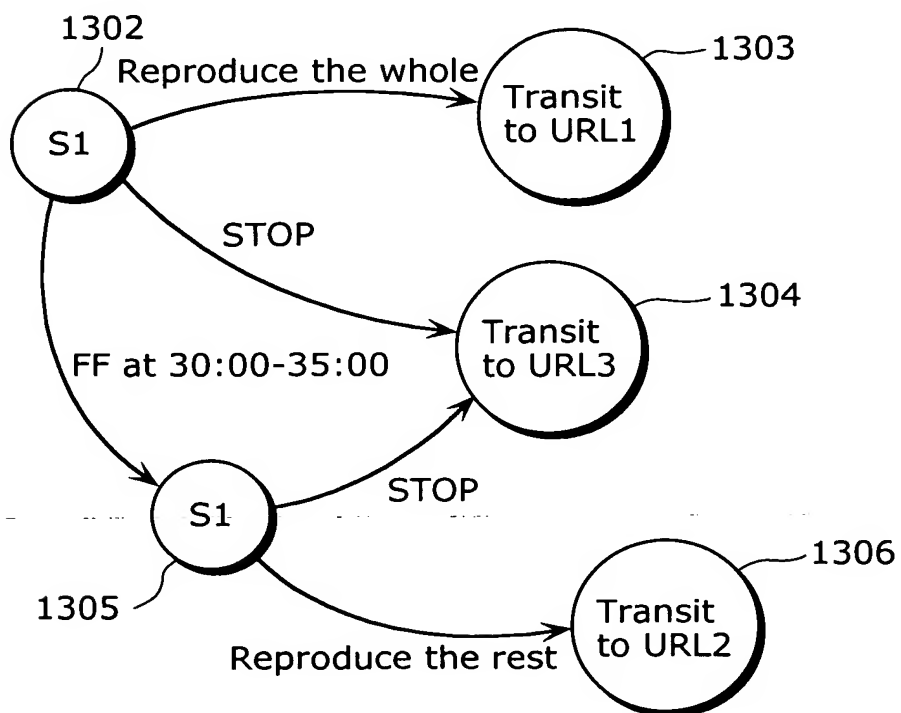 1302
Reproduce the whole
1303
Transit
to URL1
S1
STOP
1304
Transit
to URL3
FF at 30:00-35:00
S1
STOP
1305
1306
Transit
to URL2
Reproduce the rest